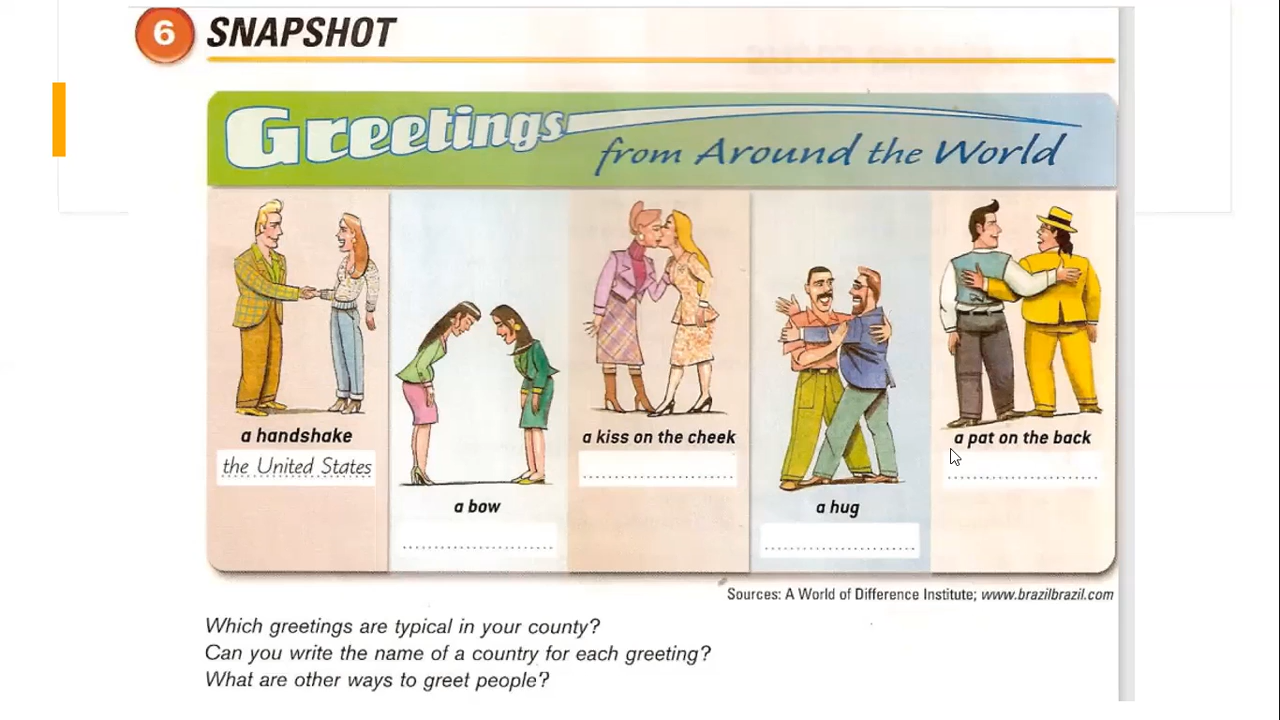 6 SNAPSHOT
Greetings
from Around the World
a handshake
the United States
a bow
a kiss on the cheek
a hug
a pat on the back
Sources: A World of Difference Institute; www.brazilbrazil.com
Which greetings are typical in your county?
Can you write the name of a country for each greeting?
What are other ways to greet people?